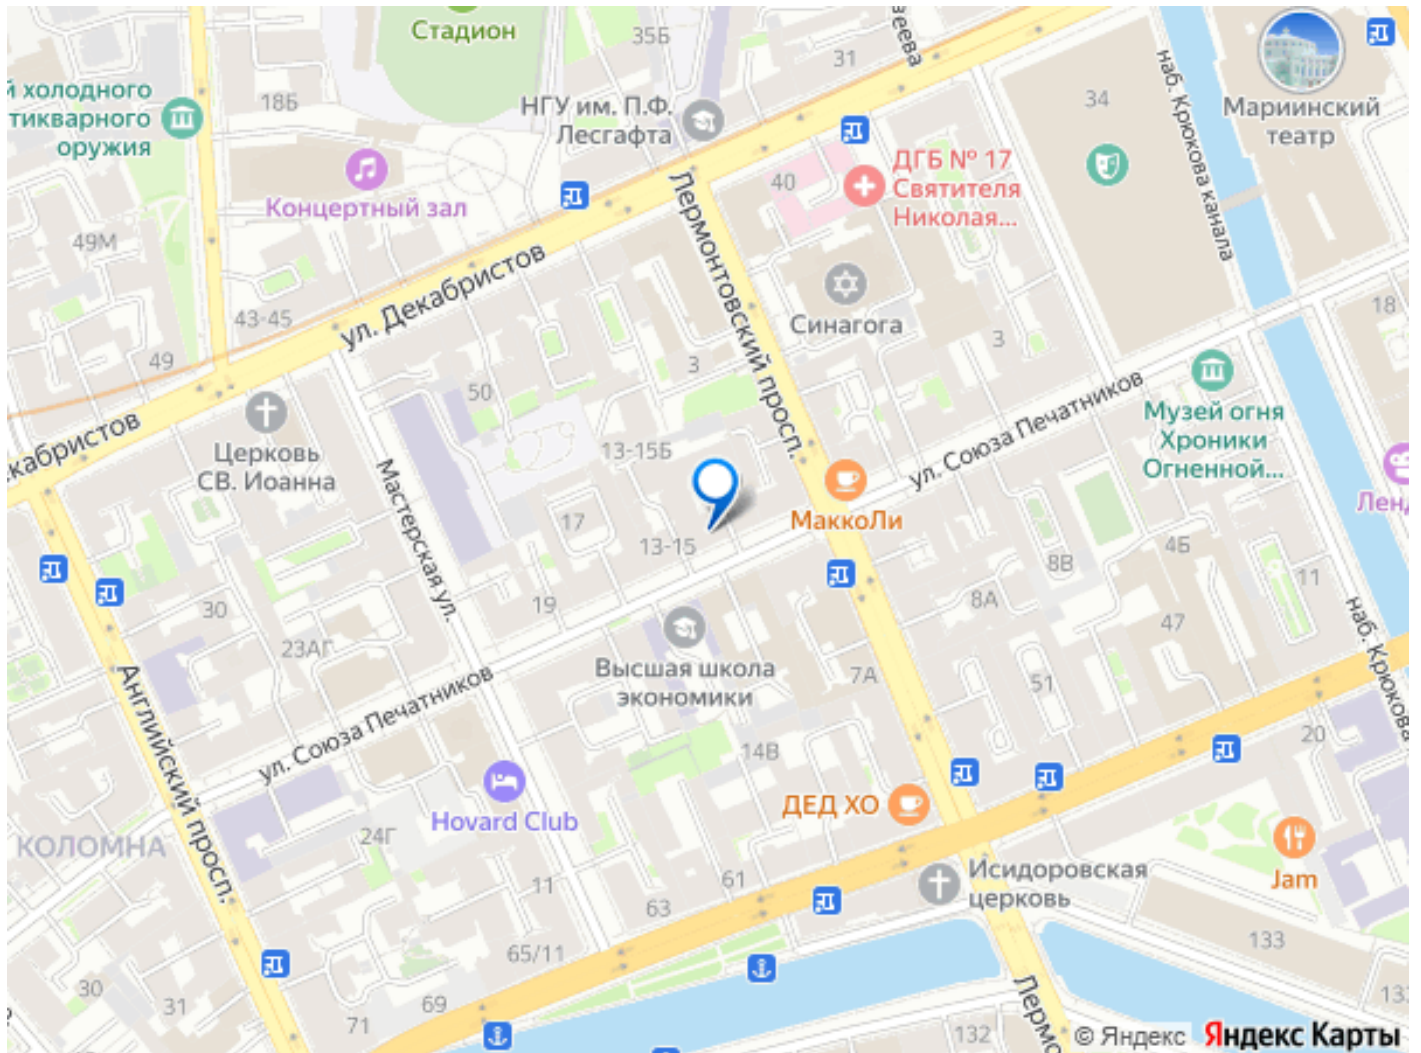 Стадион
35Б
31
й холодного
тикварного
оружия
18Б
НГУ им. П.Ф.
Лесгафта
34
наб. Крюкова канала
Мариинский
театр
ДГБ № 17
Святителя
Николая...
40
Концертный зал
Лермонтовский просп.
49М
ул. Декабристов
43-45
Синагога
3
18
49
3
50
Музей огня
Хроники
Огненной...
ул. Союза Печатников
Церковь
СВ. Иоанна
кабристов
13-15Б
МаккоЛи
Ленд
Мастерская ул.
17
13-15
4Б
8В
11
30
19
8А
наб. Крюкова
47
23АГ
Высшая школа
экономики
7А
51
Английский просп.
ул. Союза Печатников
14В
20
Hovard Club
ДЕД ХО
КОЛОМНА
24Г
Исидоровская
церковь
Jam
11
61
63
133
65/11
30
31
69
71
Лермо
132
13
© Яндекс Яндекс Карты